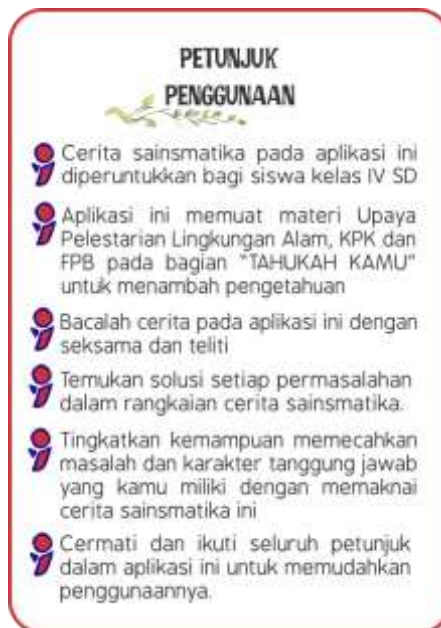 PETUNJUK
PENGGUNAAN
Cerita sainsmatika pada aplikasi ini
diperuntukkan bagi siswa kelas IV SD
Aplikasi ini memuat materi Upaya
Pelestarian Lingkungan Alam, KPK dan
FPB pada bagian "TAHUKAH KAMU"
untuk menambah pengetahuan
Bacalah cerita pada aplikasi ini dengan
seksama dan teliti
Temukan solusi setiap permasalahan
dalam rangkaian cerita sainsmatika.
Tingkatkan kemampuan memecahkan
masalah dan karakter tanggung jawab
yang kamu miliki dengan memaknai
cerita sainsmatika ini
Cermati dan ikuti seluruh petunjuk
dalam aplikasi ini untuk memudahkan
penggunaannya.